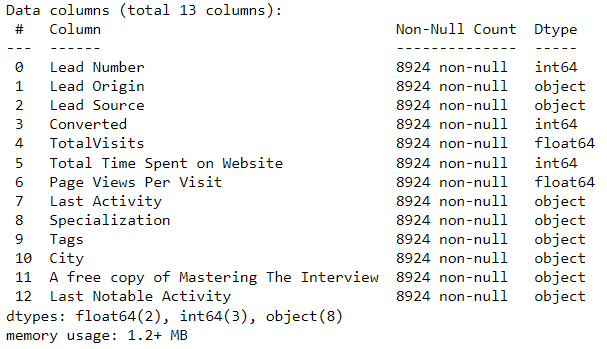 Data columns (total 13 columns):
 #   Column                                  Non-Null Count  Dtype
---  ------                                  --------------  -----
 0   Lead Number                             8924 non-null   int64
 1   Lead Origin                             8924 non-null   object
 2   Lead Source                             8924 non-null   object
 3   Converted                               8924 non-null   int64
 4   TotalVisits                             8924 non-null   float64
 5   Total Time Spent on Website             8924 non-null   int64
 6   Page Views Per Visit                    8924 non-null   float64
 7   Last Activity                           8924 non-null   object
 8   Specialization                          8924 non-null   object
 9   Tags                                    8924 non-null   object
 10  City                                    8924 non-null   object
 11  A free copy of Mastering The Interview  8924 non-null   object
 12  Last Notable Activity                   8924 non-null   object
dtypes: float64(2), int64(3), object(8)
memory usage: 1.2+ MB